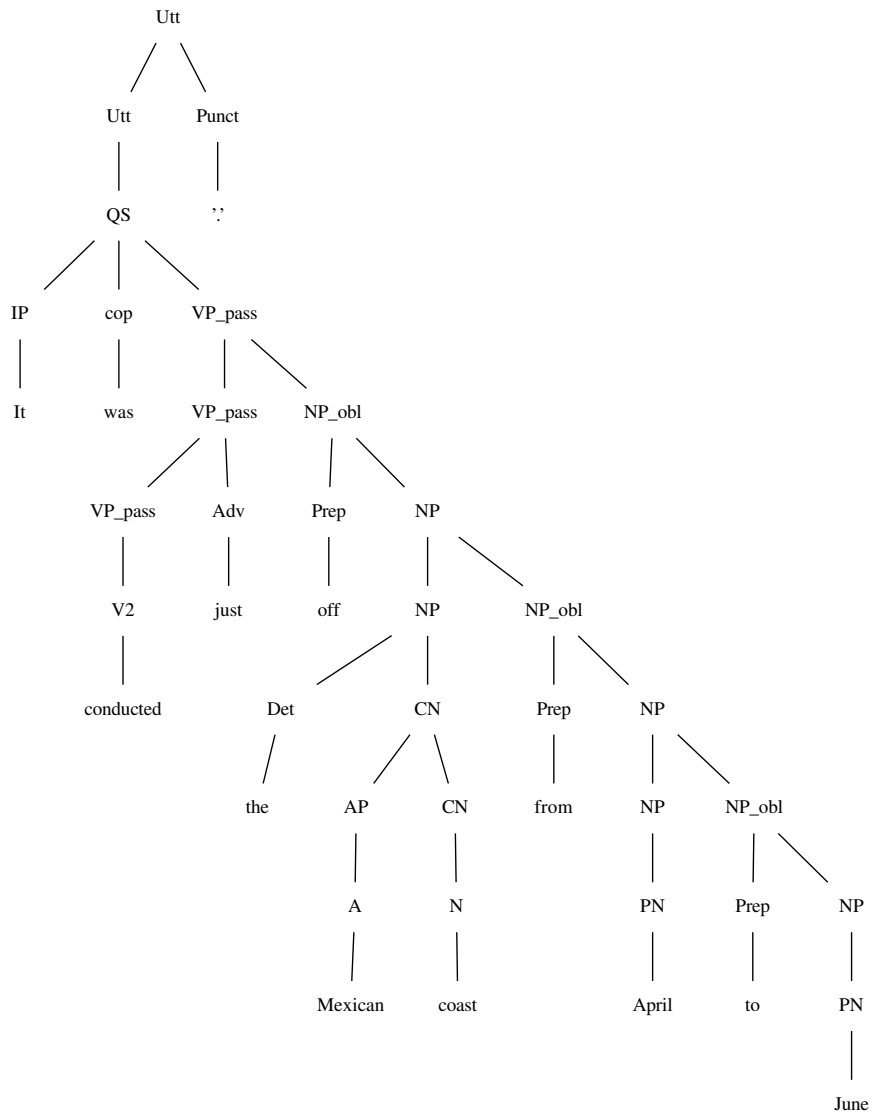 Utt
Utt Punct
QS '.'
IP cop VP_pass
It was VP_pass NP_obl
VP_pass Adv Prep NP
V2 just off NP NP_obl
conducted Det CN Prep NP
the AP CN from NP NP_obl
A N PN Prep NP
Mexican coast April to PN
June